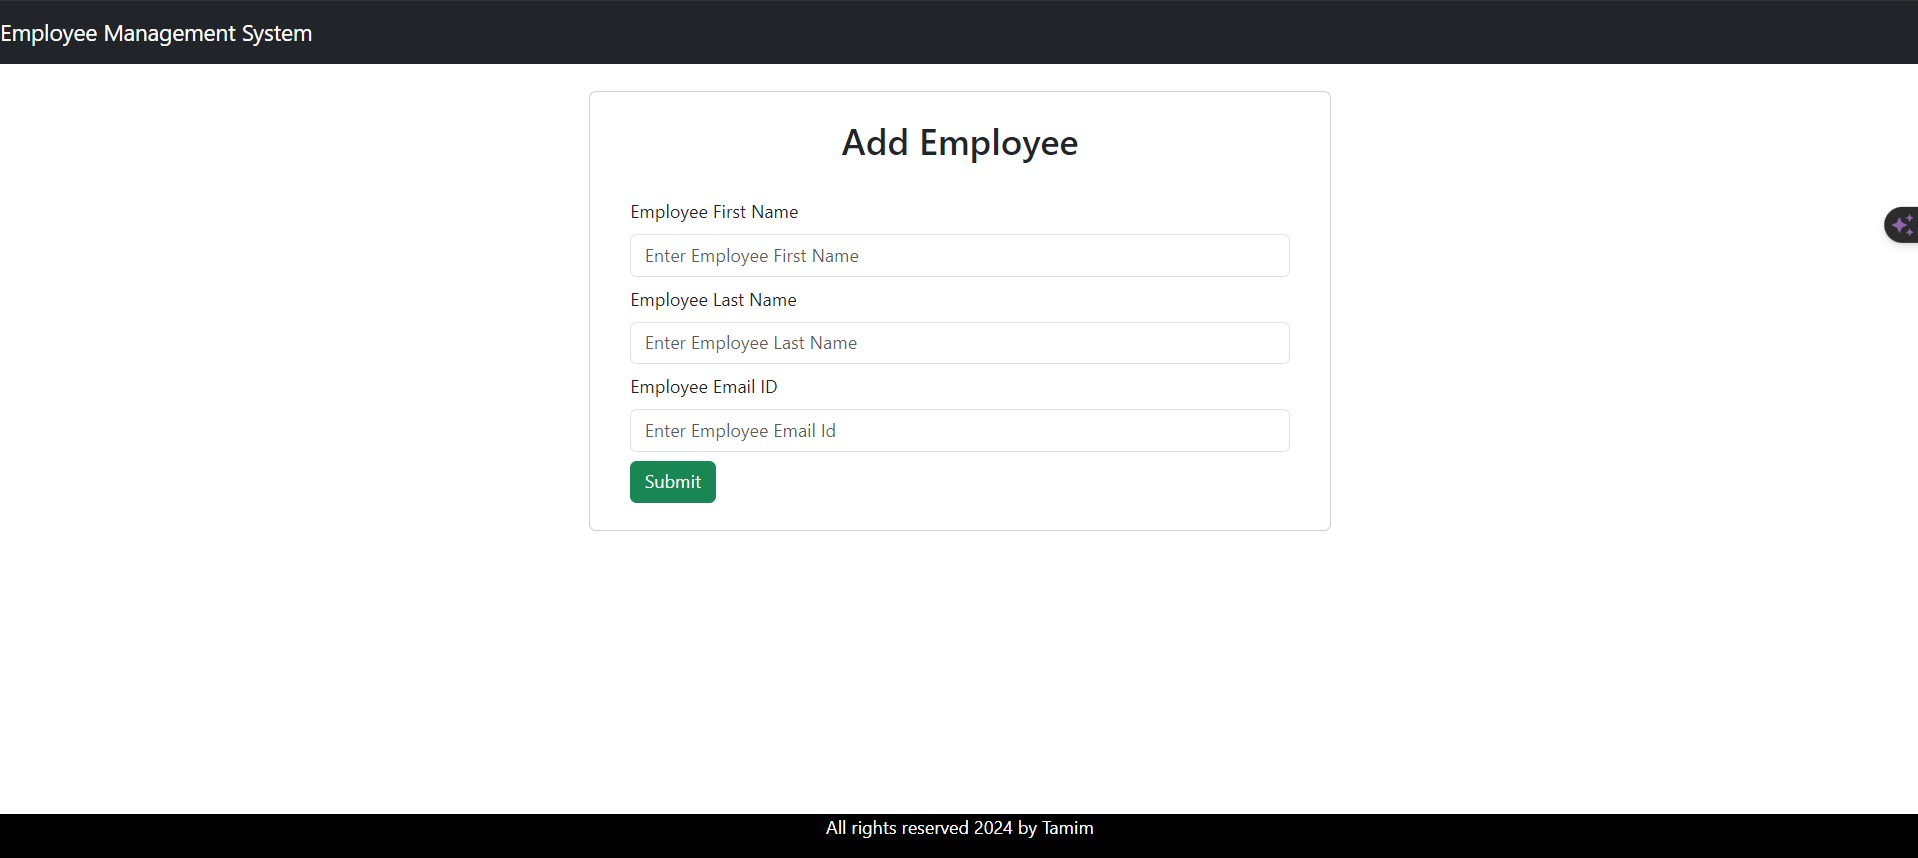 Employee Management System
Add Employee
Employee First Name
Enter Employee First Name
Employee Last Name
Enter Employee Last Name
Employee Email ID
Enter Employee Email Id
Submit
All rights reserved 2024 by Tamim